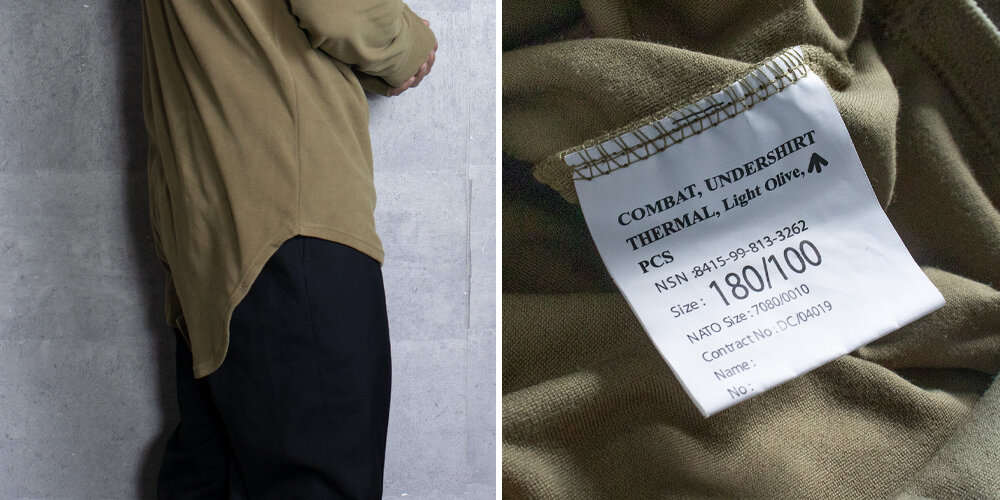 COMBAT, UNDERSHIRT
THERMAL, Light Olive,
PCS
NSN :8415-99-813-3262
Size : 180/100
NATO Size : 7080/0010
Contract No : DC/04019
Name :
No :